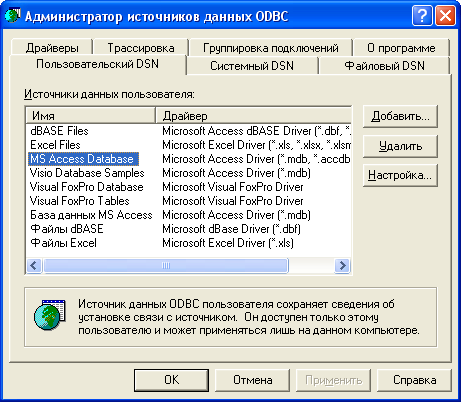 Администратор источников данных ODBC
Драйверы Трассировка Группировка подключений О программе
Пользовательский DSN Системный DSN Файловый DSN
Источники данных пользователя:
Имя Драйвер
dBASE Files Microsoft Access dBASE Driver (*.dbf, *.
Excel Files Microsoft Excel Driver (*.xls, *.xlsx, *.xlsm
MS Access Database Microsoft Access Driver (*.mdb, *.accdb
Visio Database Samples Microsoft Access Driver (*.mdb)
Visual FoxPro Database Microsoft Visual FoxPro Driver
Visual FoxPro Tables Microsoft Visual FoxPro Driver
База данных MS Access Microsoft Access Driver (*.mdb)
Файлы dBASE Microsoft dBase Driver (*.dbf)
Файлы Excel Microsoft Excel Driver (*.xls)
Добавить...
Удалить
Настройка...
Источник данных ODBC пользователя сохраняет сведения об
установке связи с источником. Он доступен только этому
пользователю и может применяться лишь на данном компьютере.
OK Отмена Применить Справка